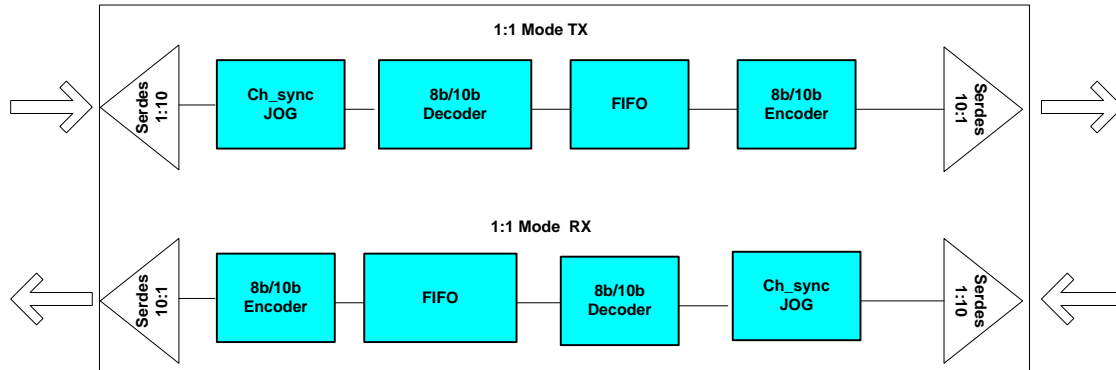 1:1 Mode TX
Serdes
1:10
Ch_sync
JOG
8b/10b
Decoder
FIFO
8b/10b
Encoder
Serdes
10:1
1:1 Mode  RX
Serdes
10:1
8b/10b
Encoder
FIFO
8b/10b
Decoder
Ch_sync
JOG
Serdes
1:10